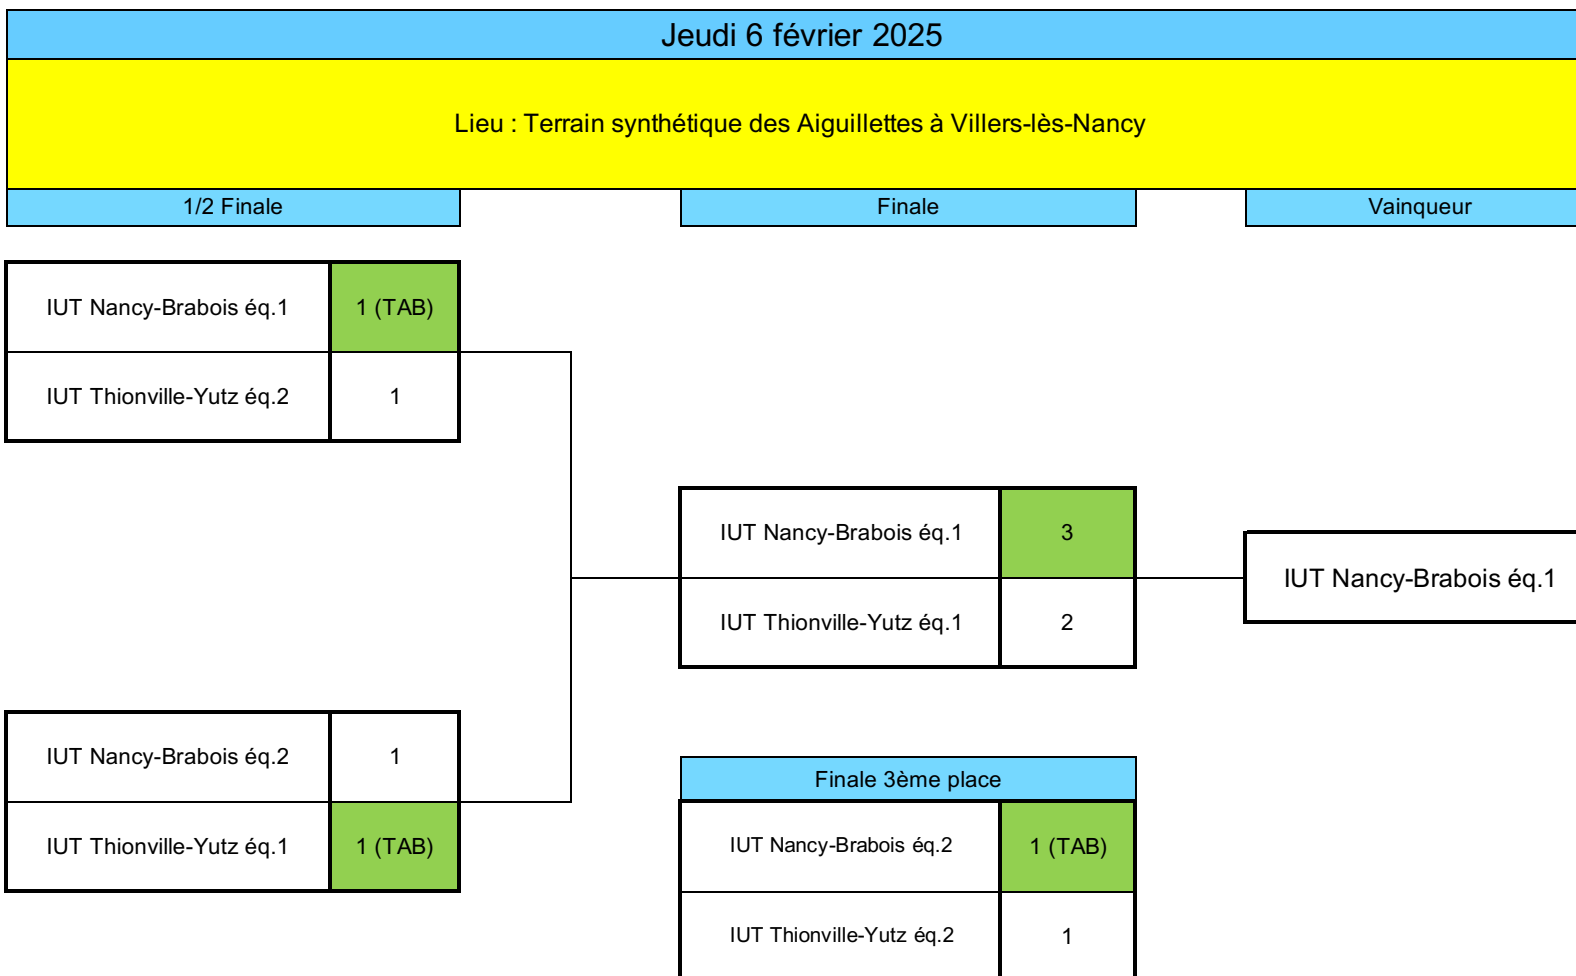 Jeudi 6 février 2025
Lieu : Terrain synthétique des Aiguillettes à Villers-lès-Nancy
1/2 Finale
Finale
Vainqueur
IUT Nancy-Brabois éq.1
1 (TAB)
IUT Thionville-Yutz éq.2
1
IUT Nancy-Brabois éq.1
3
IUT Thionville-Yutz éq.1
2
IUT Nancy-Brabois éq.1
IUT Nancy-Brabois éq.2
1
IUT Thionville-Yutz éq.1
1 (TAB)
Finale 3ème place
IUT Nancy-Brabois éq.2
1 (TAB)
IUT Thionville-Yutz éq.2
1